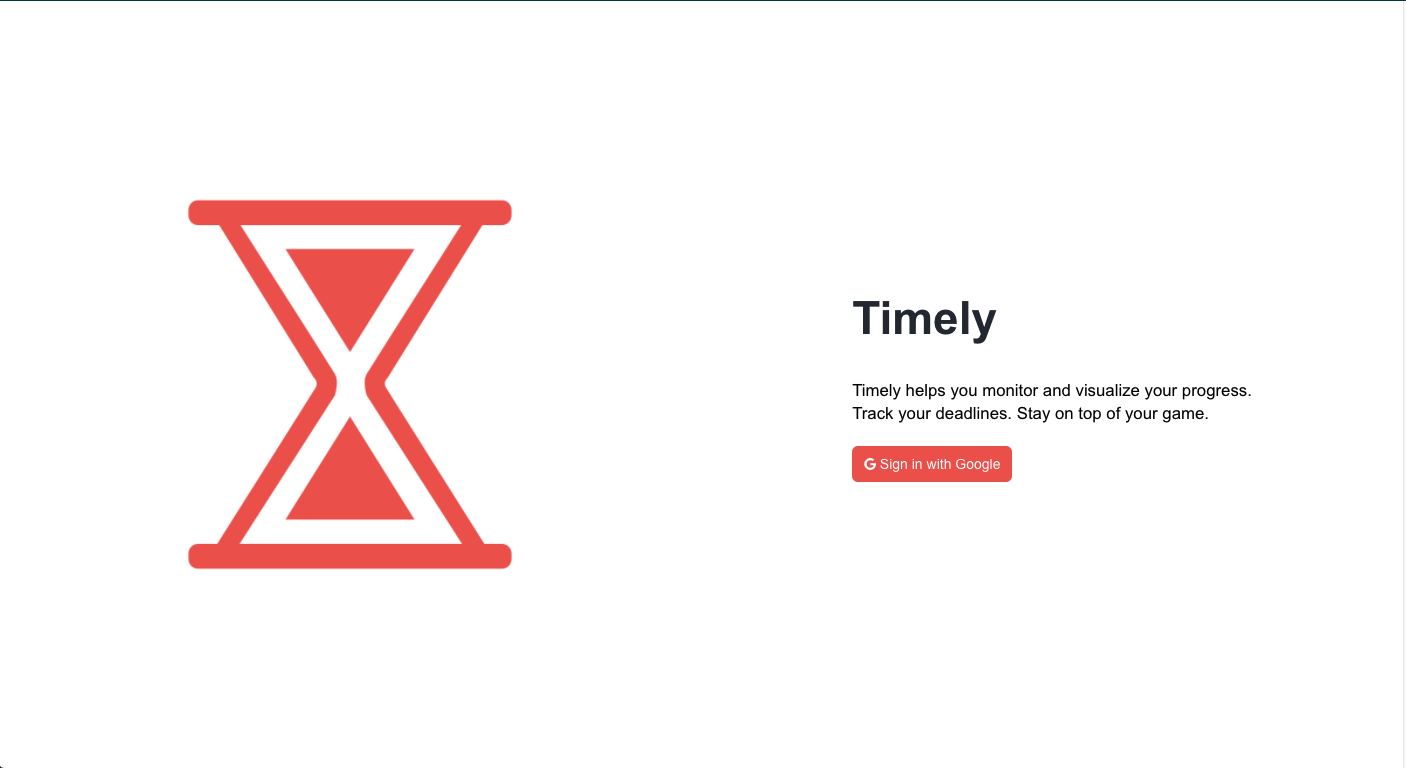 Timely
Timely helps you monitor and visualize your progress.
Track your deadlines. Stay on top of your game.
Sign in with Google